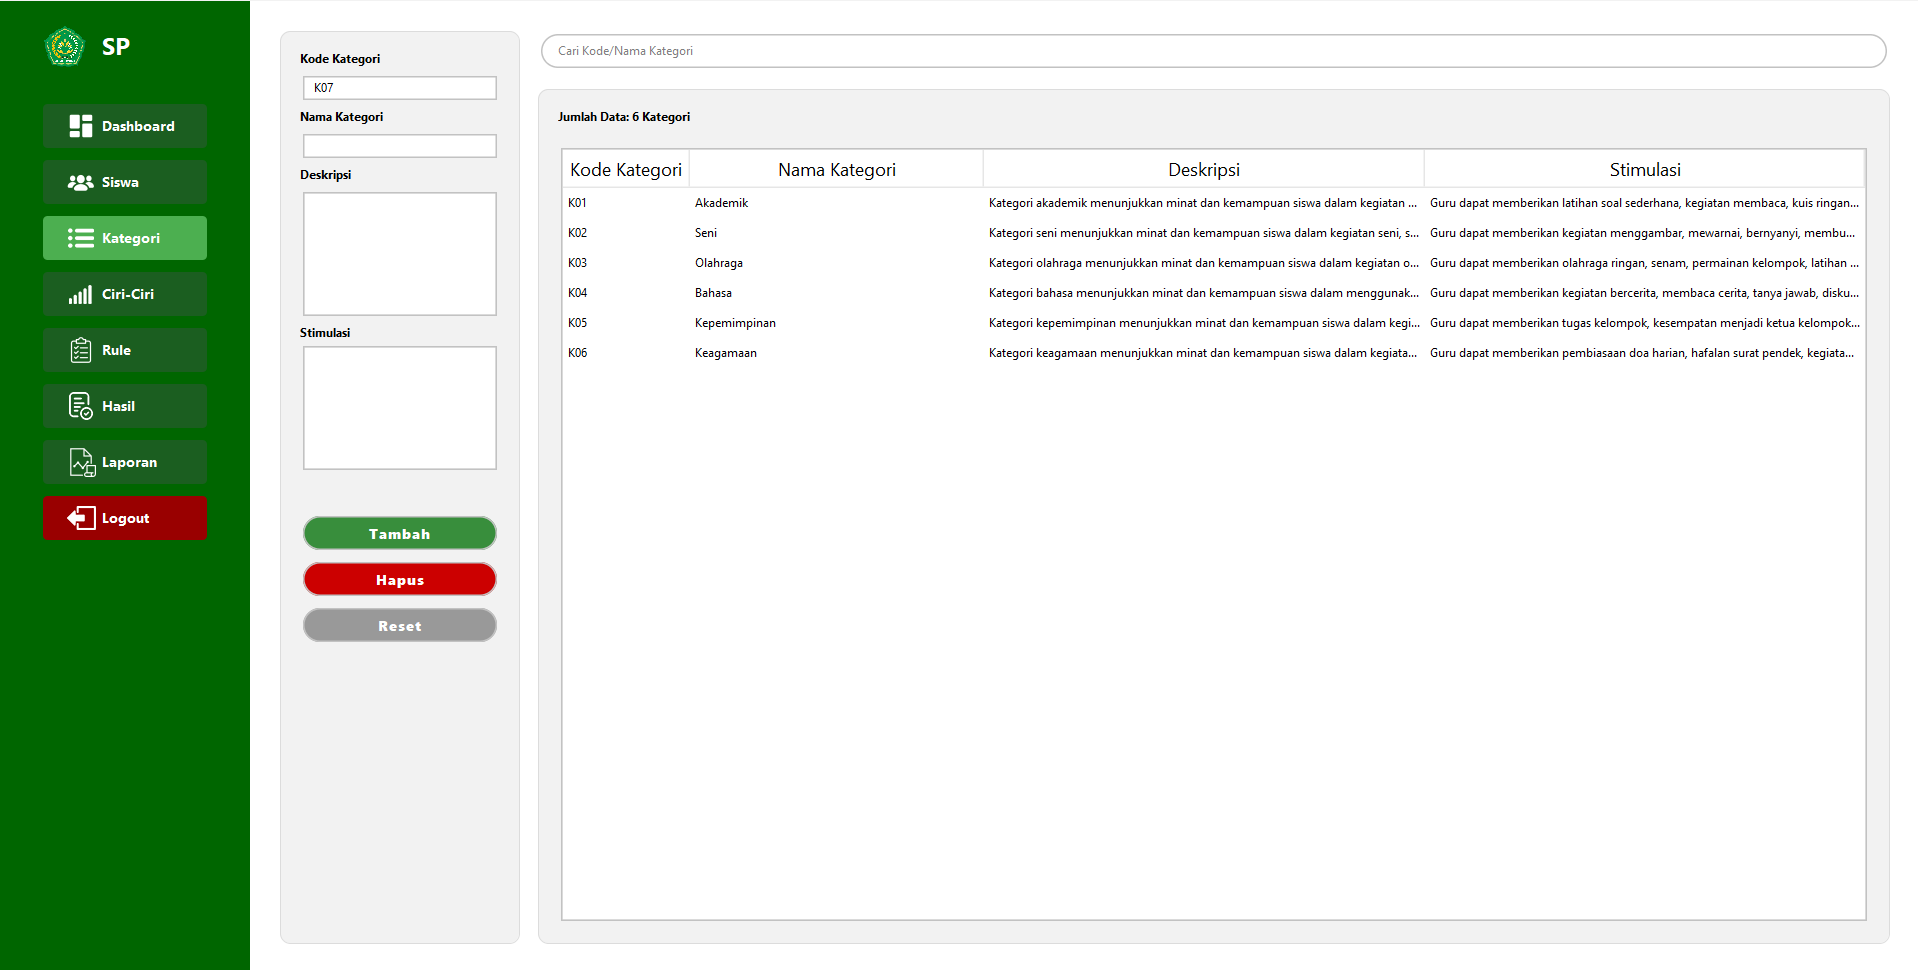 SP
Dashboard
Siswa
Kategori
Ciri-Ciri
Rule
Hasil
Laporan
Logout
Kode Kategori
K07
Nama Kategori
Deskripsi
Stimulasi
Tambah
Hapus
Reset
Cari Kode/Nama Kategori
Jumlah Data: 6 Kategori
Kode Kategori Nama Kategori Deskripsi Stimulasi
K01 Akademik Kategori akademik menunjukkan minat dan kemampuan siswa dalam kegiatan ... Guru dapat memberikan latihan soal sederhana, kegiatan membaca, kuis ringan...
K02 Seni Kategori seni menunjukkan minat dan kemampuan siswa dalam kegiatan seni, s... Guru dapat memberikan kegiatan menggambar, mewarnai, bernyanyi, membu...
K03 Olahraga Kategori olahraga menunjukkan minat dan kemampuan siswa dalam kegiatan o... Guru dapat memberikan olahraga ringan, senam, permainan kelompok, latihan ...
K04 Bahasa Kategori bahasa menunjukkan minat dan kemampuan siswa dalam menggunak... Guru dapat memberikan kegiatan bercerita, membaca cerita, tanya jawab, disku...
K05 Kepemimpinan Kategori kepemimpinan menunjukkan minat dan kemampuan siswa dalam kegi... Guru dapat memberikan tugas kelompok, kesempatan menjadi ketua kelompok...
K06 Keagamaan Kategori keagamaan menunjukkan minat dan kemampuan siswa dalam kegiata... Guru dapat memberikan pembiasaan doa harian, hafalan surat pendek, kegiata...